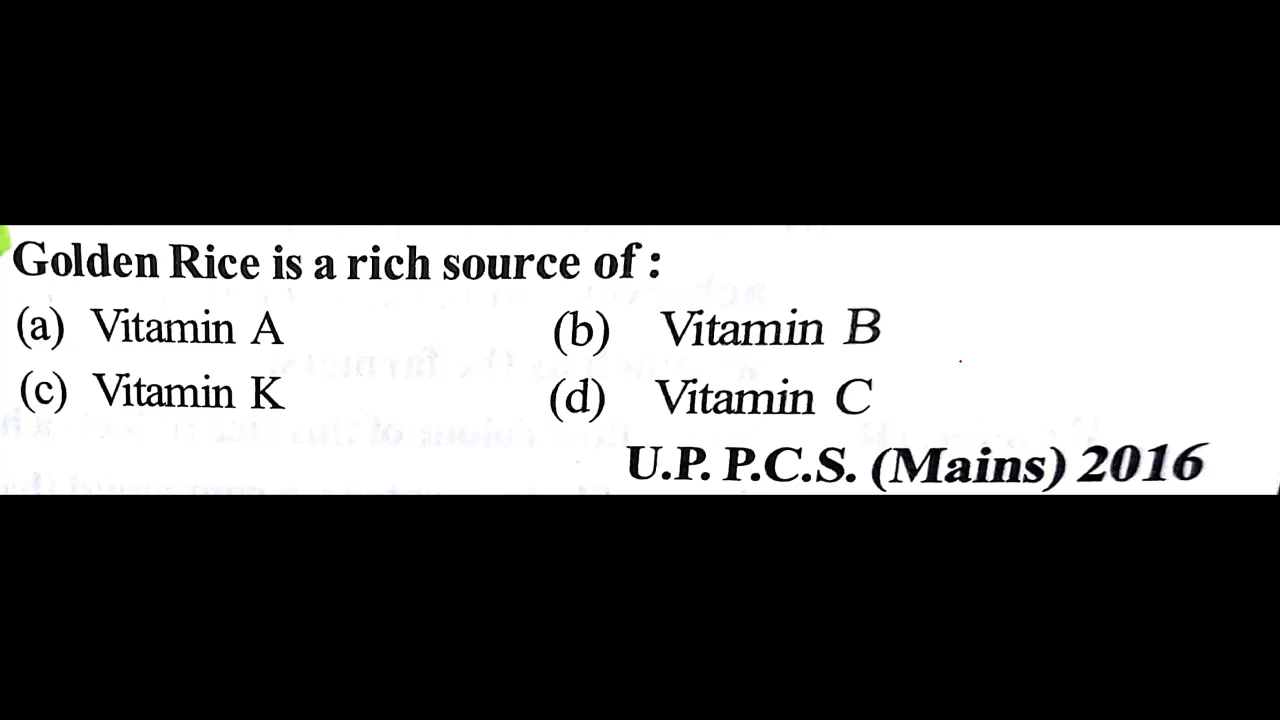 Golden Rice is a rich source of :
(a) Vitamin A (b) Vitamin B
(c) Vitamin K (d) Vitamin C
U.P. P.C.S. (Mains) 2016